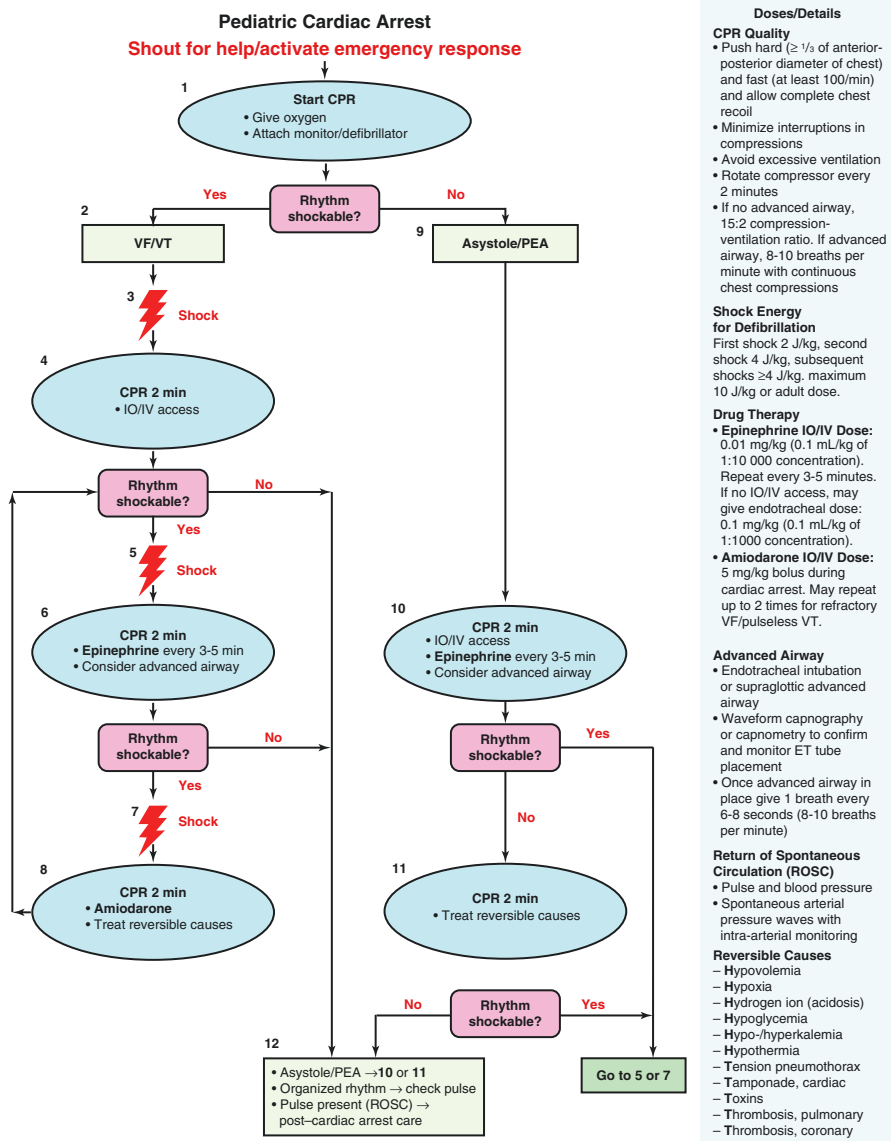 Pediatric Cardiac Arrest
Shout for help/activate emergency response
1
Start CPR
• Give oxygen
• Attach monitor/defibrillator
Yes
Rhythm
shockable?
No
2
VF/VT
9
Asystole/PEA
3
Shock
4
CPR 2 min
• IO/IV access
Rhythm
shockable?
No
Yes
5
Shock
6
CPR 2 min
• Epinephrine every 3-5 min
• Consider advanced airway
10
CPR 2 min
• IO/IV access
• Epinephrine every 3-5 min
• Consider advanced airway
Rhythm
shockable?
No
Yes
Rhythm
shockable?
Yes
No
7
Shock
8
CPR 2 min
• Amiodarone
• Treat reversible causes
11
CPR 2 min
• Treat reversible causes
No
Rhythm
shockable?
Yes
12
• Asystole/PEA →10 or 11
• Organized rhythm → check pulse
• Pulse present (ROSC) →
post–cardiac arrest care
Go to 5 or 7
Doses/Details
CPR Quality
• Push hard (≥ 1/3 of anterior-
posterior diameter of chest)
and fast (at least 100/min)
and allow complete chest
recoil
• Minimize interruptions in
compressions
• Avoid excessive ventilation
• Rotate compressor every
2 minutes
• If no advanced airway,
15:2 compression-
ventilation ratio. If advanced
airway, 8-10 breaths per
minute with continuous
chest compressions
Shock Energy
for Defibrillation
First shock 2 J/kg, second
shock 4 J/kg, subsequent
shocks ≥4 J/kg. maximum
10 J/kg or adult dose.
Drug Therapy
• Epinephrine IO/IV Dose:
0.01 mg/kg (0.1 mL/kg of
1:10 000 concentration).
Repeat every 3-5 minutes.
If no IO/IV access, may
give endotracheal dose:
0.1 mg/kg (0.1 mL/kg of
1:1000 concentration).
• Amiodarone IO/IV Dose:
5 mg/kg bolus during
cardiac arrest. May repeat
up to 2 times for refractory
VF/pulseless VT.
Advanced Airway
• Endotracheal intubation
or supraglottic advanced
airway
• Waveform capnography
or capnometry to confirm
and monitor ET tube
placement
• Once advanced airway in
place give 1 breath every
6-8 seconds (8-10 breaths
per minute)
Return of Spontaneous
Circulation (ROSC)
• Pulse and blood pressure
• Spontaneous arterial
pressure waves with
intra-arterial monitoring
Reversible Causes
– Hypovolemia
– Hypoxia
– Hydrogen ion (acidosis)
– Hypoglycemia
– Hypo-/hyperkalemia
– Hypothermia
– Tension pneumothorax
– Tamponade, cardiac
– Toxins
– Thrombosis, pulmonary
– Thrombosis, coronary